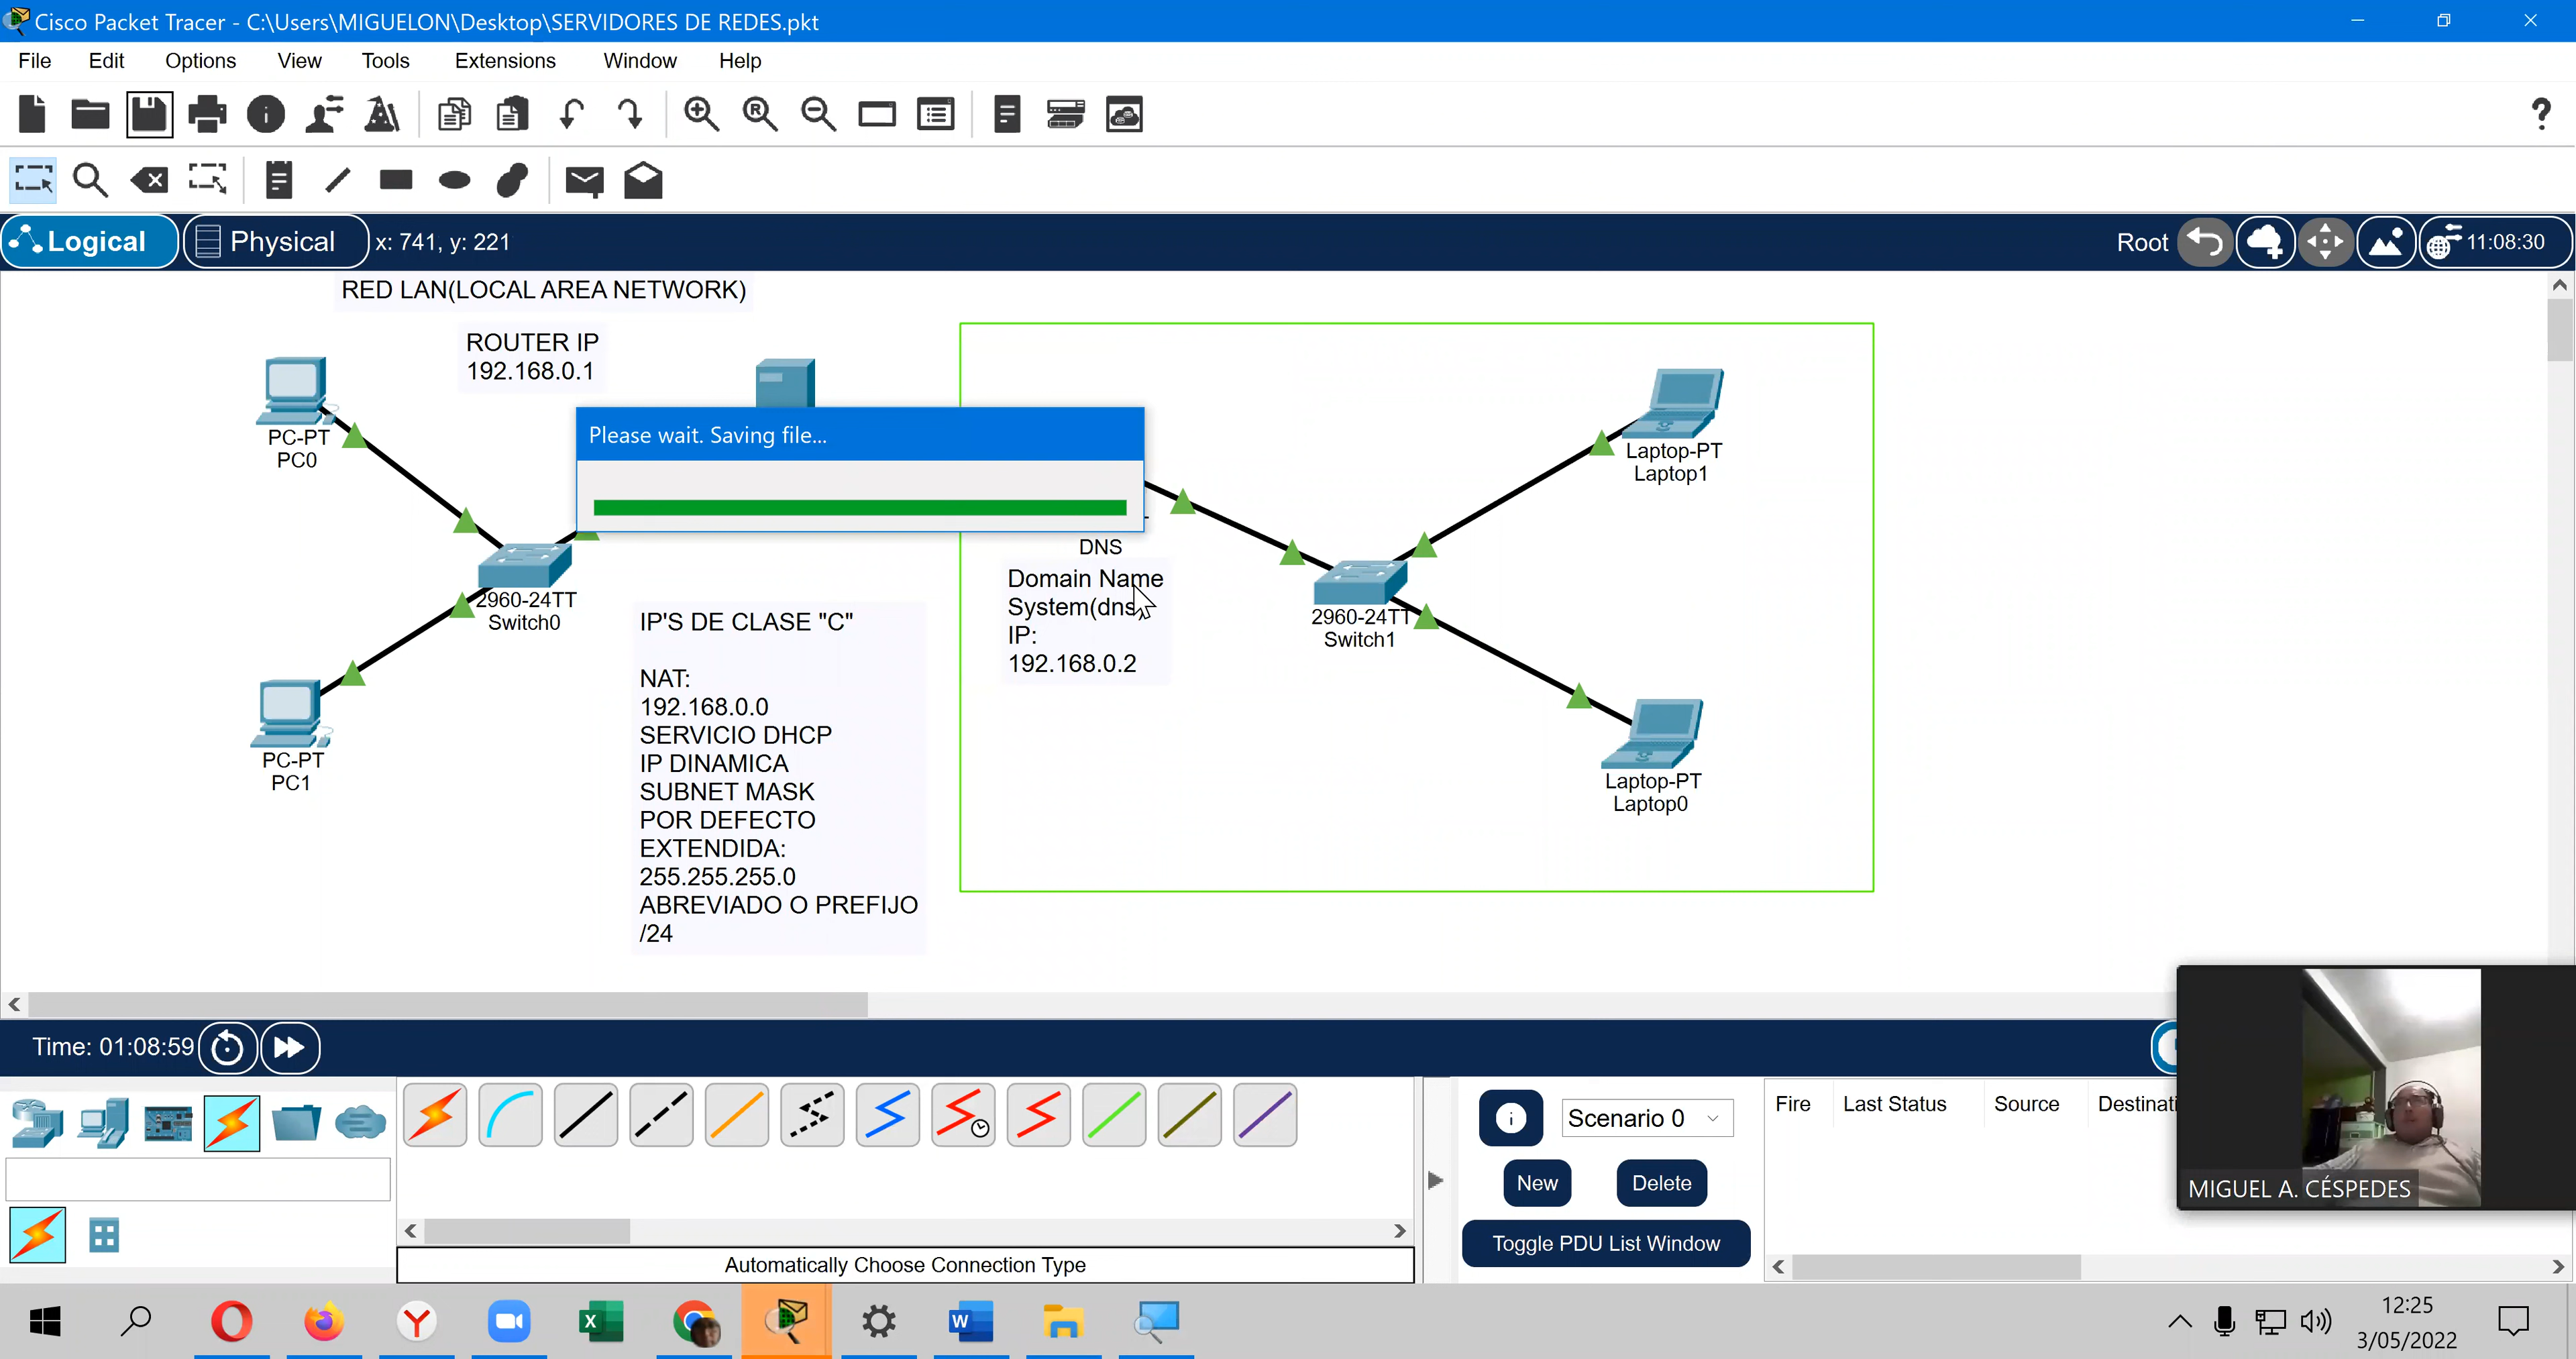 Cisco Packet Tracer - C:\Users\MIGUELON\Desktop\SERVIDORES DE REDES.pkt
File Edit Options View Tools Extensions Window Help
Logical Physical x: 741, y: 221 Root 11:08:30
RED LAN(LOCAL AREA NETWORK)
ROUTER IP
192.168.0.1
PC-PT
PC0
Please wait. Saving file...
Laptop-PT
Laptop1
DNS
Domain Name
System(dns
IP:
192.168.0.2
2960-24TT
Switch0
2960-24TT
Switch1
IP'S DE CLASE "C"
NAT:
192.168.0.0
SERVICIO DHCP
IP DINAMICA
SUBNET MASK
POR DEFECTO
EXTENDIDA:
255.255.255.0
ABREVIADO O PREFIJO
/24
PC-PT
PC1
Laptop-PT
Laptop0
Time: 01:08:59
Scenario 0
New Delete
Toggle PDU List Window
Fire Last Status Source Destinati
MIGUEL A. CÉSPEDES
Automatically Choose Connection Type
12:25
3/05/2022